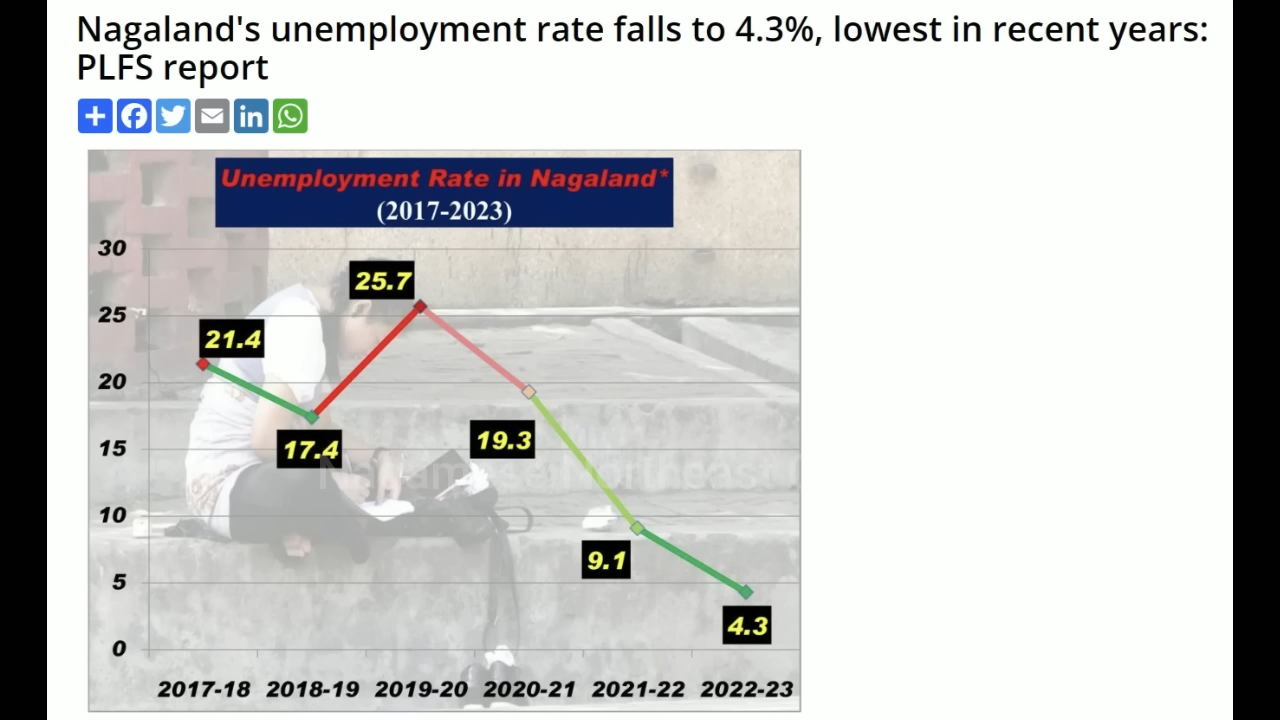 Nagaland's unemployment rate falls to 4.3%, lowest in recent years:
PLFS report
Unemployment Rate in Nagaland*
(2017-2023)
30
25
20
15
10
5
0
21.4
17.4
25.7
19.3
9.1
4.3
2017-18 2018-19 2019-20 2020-21 2021-22 2022-23
Northeast